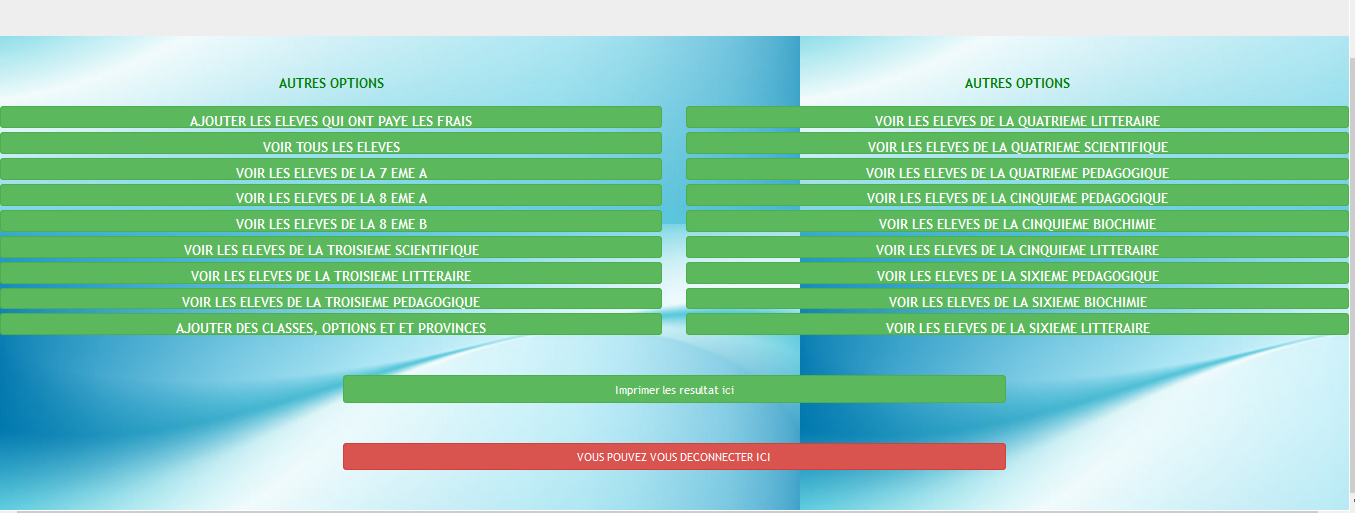 AUTRES OPTIONS
AJOUTER LES ELEVES QUI ONT PAYE LES FRAIS
VOIR TOUS LES ELEVES
VOIR LES ELEVES DE LA 7 EME A
VOIR LES ELEVES DE LA 8 EME A
VOIR LES ELEVES DE LA 8 EME B
VOIR LES ELEVES DE LA TROISIEME SCIENTIFIQUE
VOIR LES ELEVES DE LA TROISIEME LITTERAIRE
VOIR LES ELEVES DE LA TROISIEME PEDAGOGIQUE
AJOUTER DES CLASSES, OPTIONS ET ET PROVINCES
AUTRES OPTIONS
VOIR LES ELEVES DE LA QUATRIEME LITTERAIRE
VOIR LES ELEVES DE LA QUATRIEME SCIENTIFIQUE
VOIR LES ELEVES DE LA QUATRIEME PEDAGOGIQUE
VOIR LES ELEVES DE LA CINQUIEME PEDAGOGIQUE
VOIR LES ELEVES DE LA CINQUIEME BIOCHIMIE
VOIR LES ELEVES DE LA CINQUIEME LITTERAIRE
VOIR LES ELEVES DE LA SIXIEME PEDAGOGIQUE
VOIR LES ELEVES DE LA SIXIEME BIOCHIMIE
VOIR LES ELEVES DE LA SIXIEME LITTERAIRE
Imprimer les resultat ici
VOUS POUVEZ VOUS DECONNECTER ICI